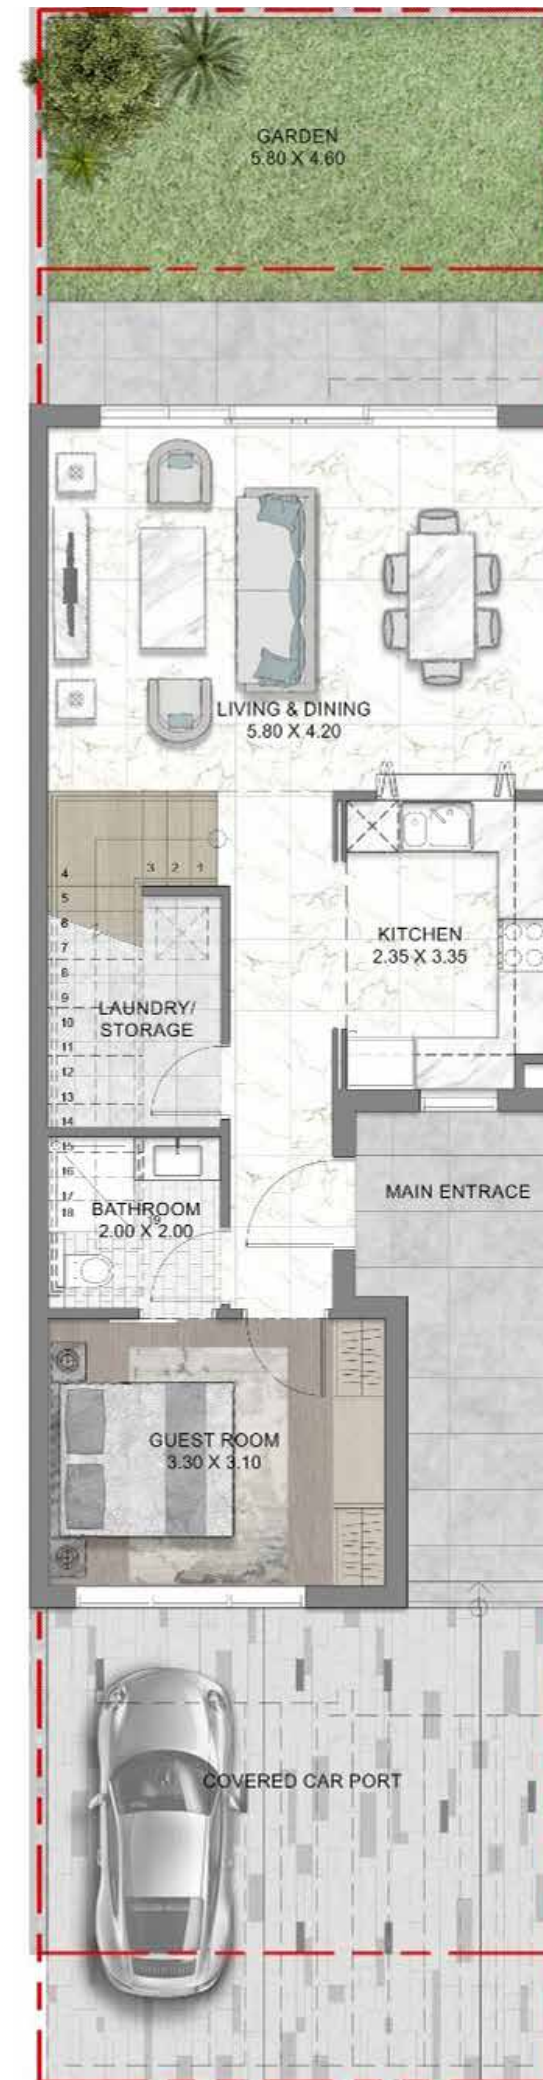 GARDEN
5.80 X 4.60
LIVING & DINING
5.80 X 4.20
4
3 2 1
5
6
7
8
9
10
11
12
13
14
KITCHEN
2.35 X 3.35
LAUNDRY/
STORAGE
15
16
17
18
19
BATHROOM
2.00 X 2.00
MAIN ENTRACE
GUEST ROOM
3.30 X 3.10
COVERED CAR PORT